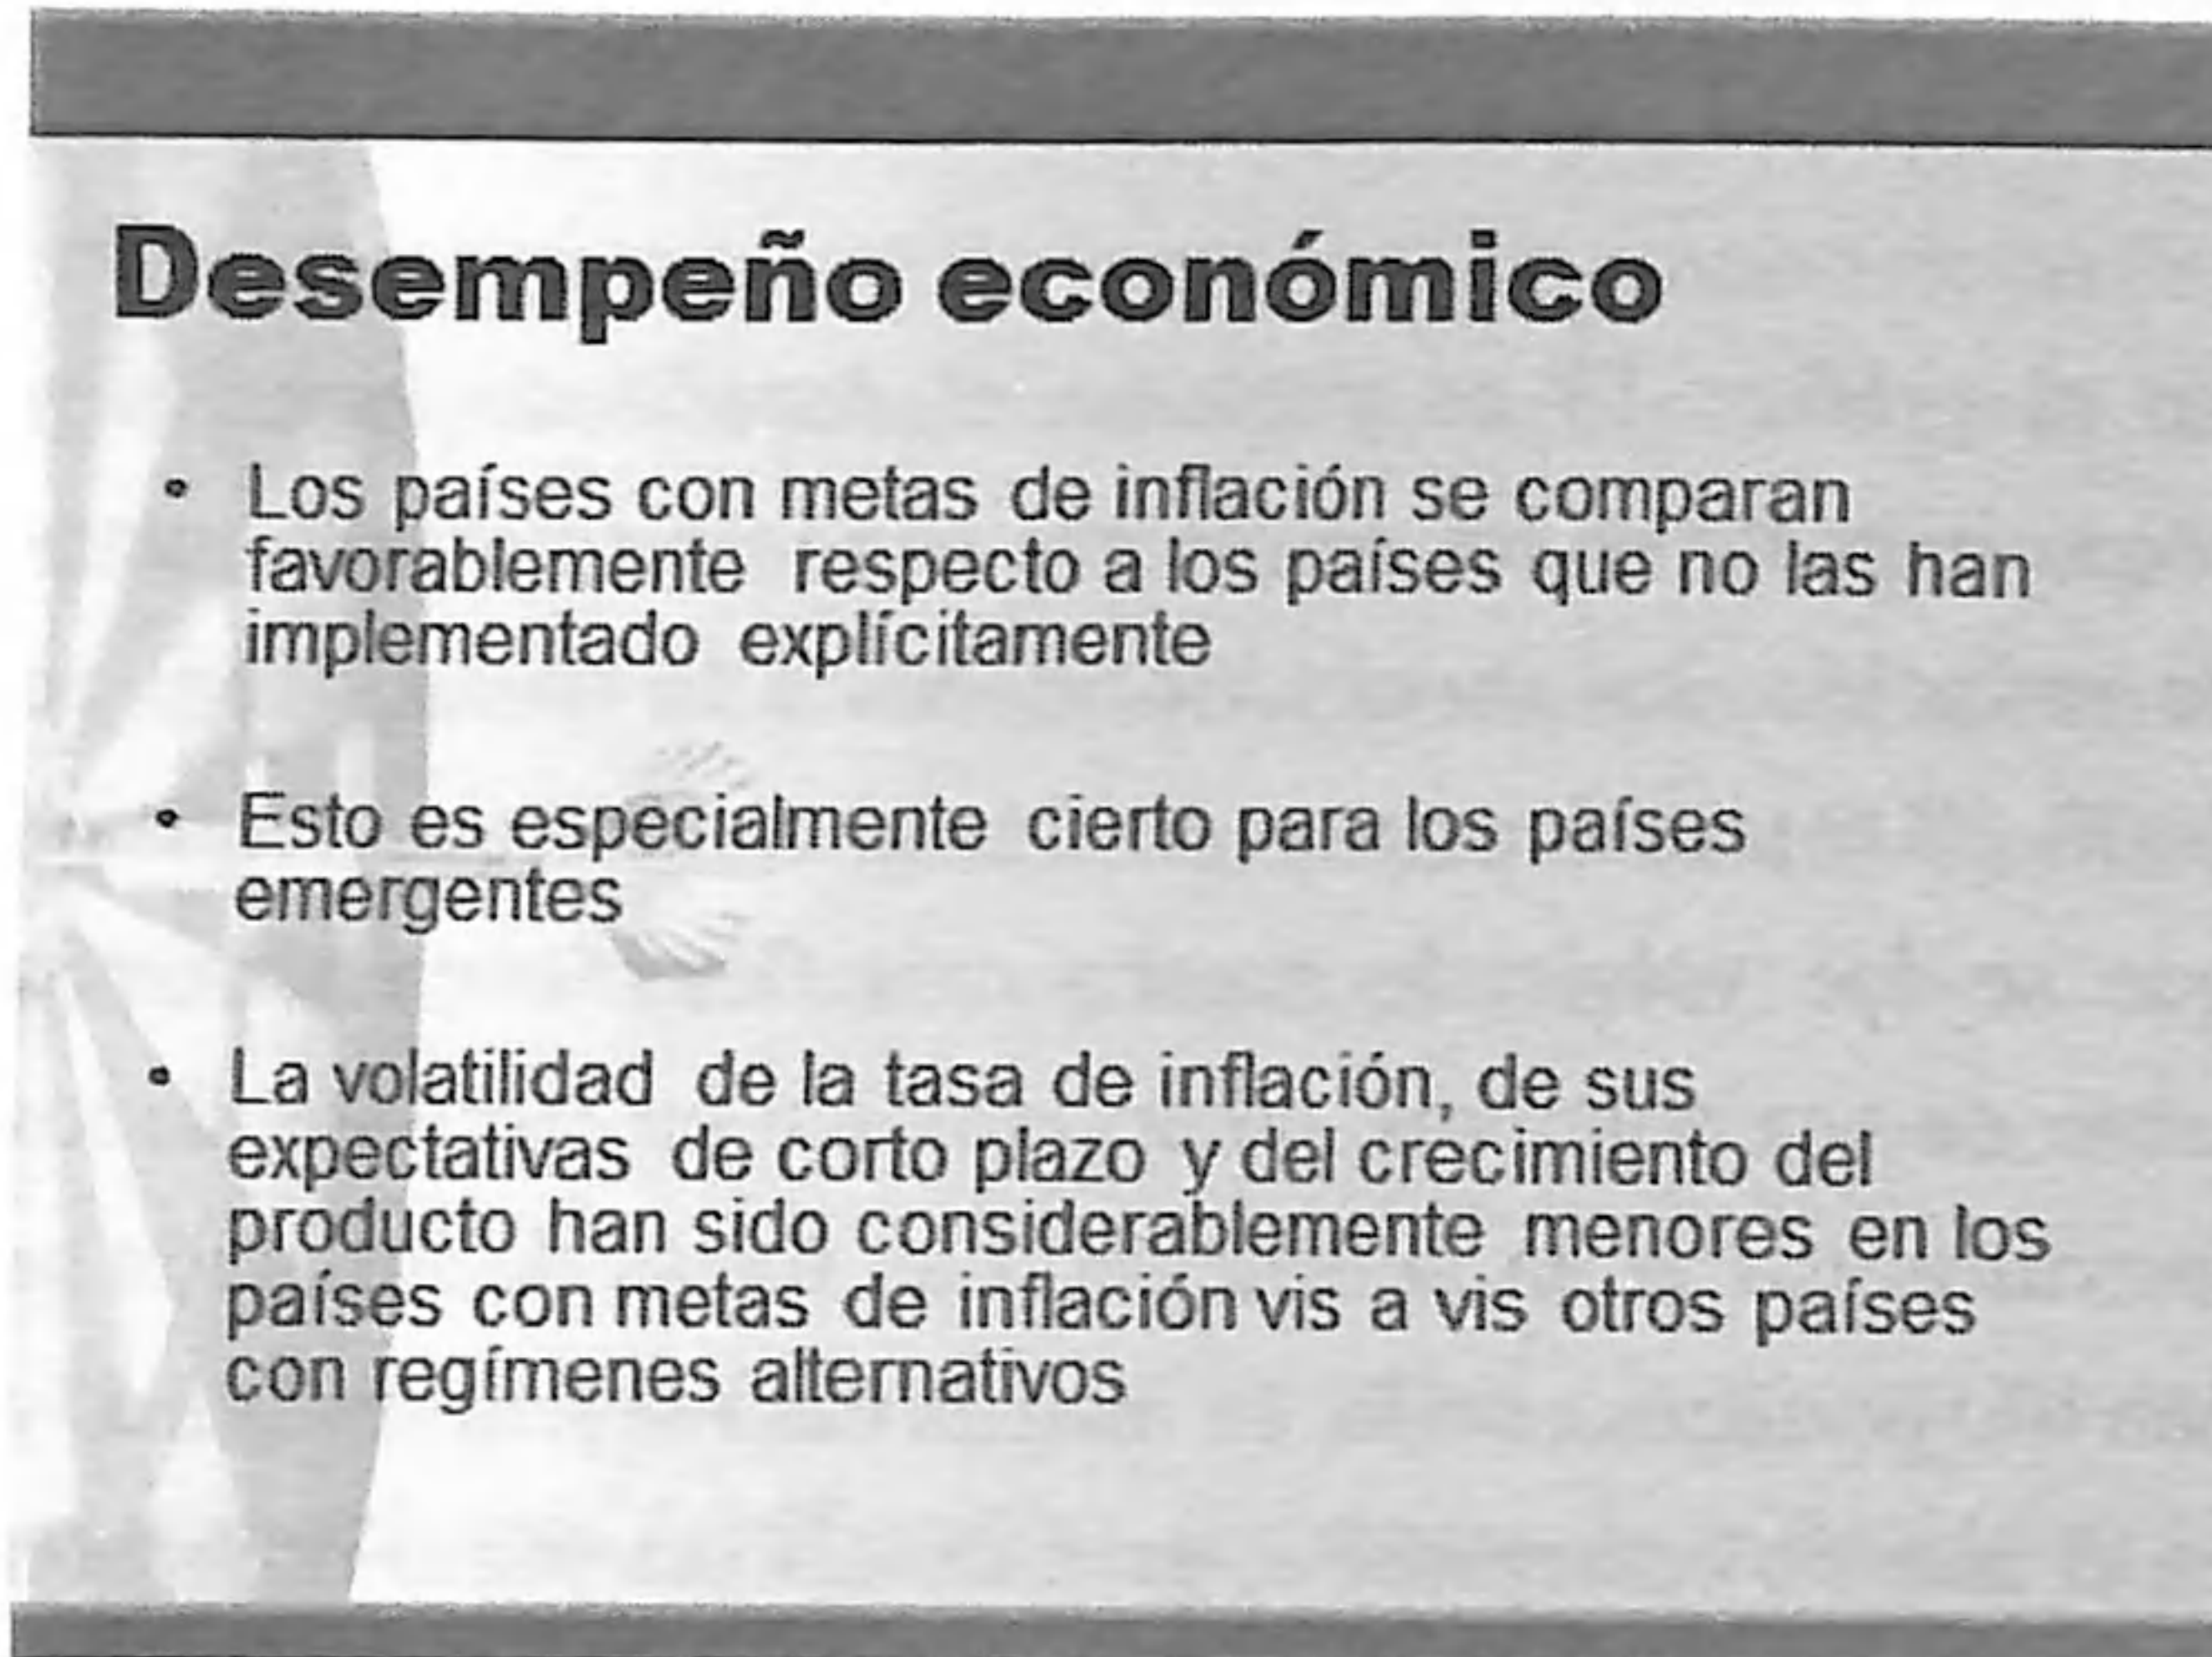 Desempeño económico
• Los países con metas de inflación se comparan
favorablemente respecto a los países que no las han
implementado explícitamente
• Esto es especialmente cierto para los países
emergentes
• La volatilidad de la tasa de inflación, de sus
expectativas de corto plazo y del crecimiento del
producto han sido considerablemente menores en los
países con metas de inflación vis a vis otros países
con regímenes alternativos